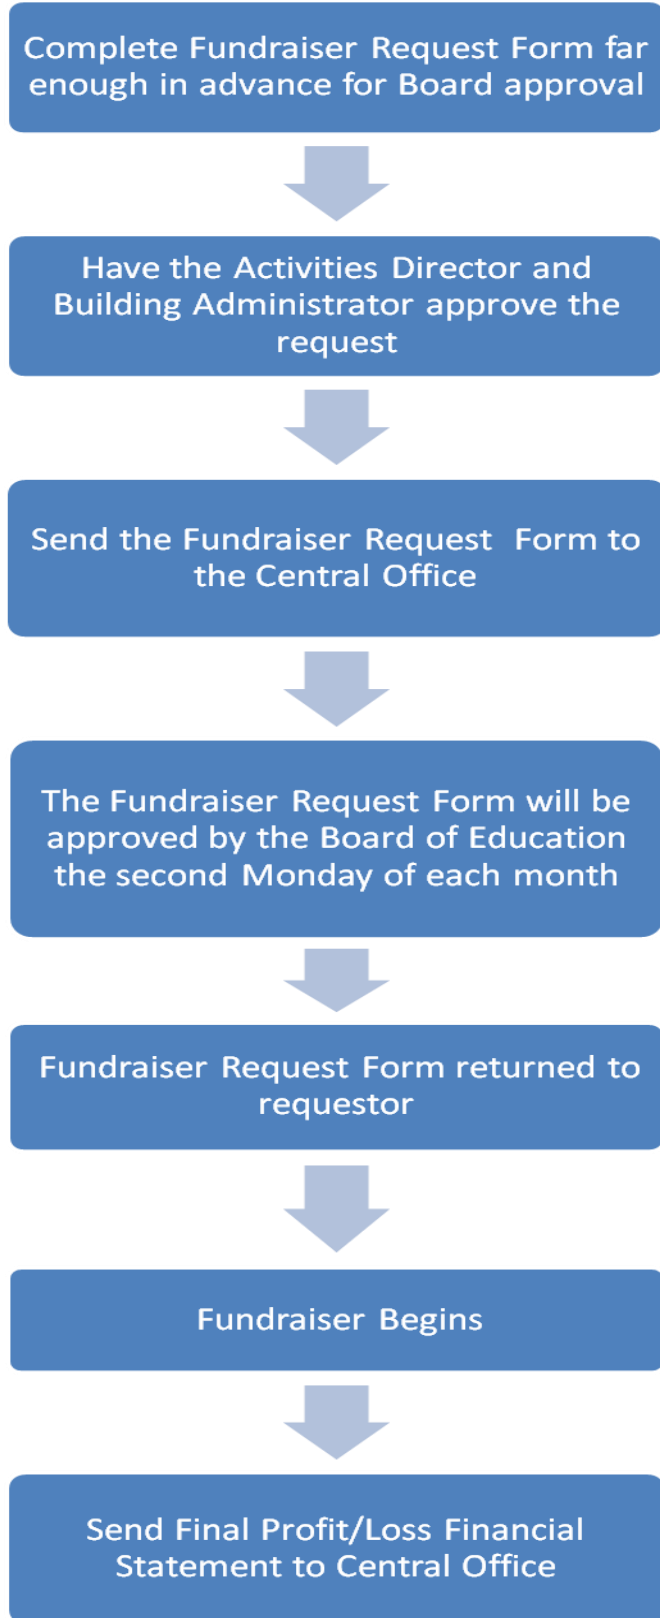 Complete Fundraiser Request Form far
enough in advance for Board approval
Have the Activities Director and
Building Administrator approve the
request
Send the Fundraiser Request  Form to
the Central Office
The Fundraiser Request Form will be
approved by the Board of Education
the second Monday of each month
Fundraiser Request Form returned to
requestor
Fundraiser Begins
Send Final Profit/Loss Financial
Statement to Central Office